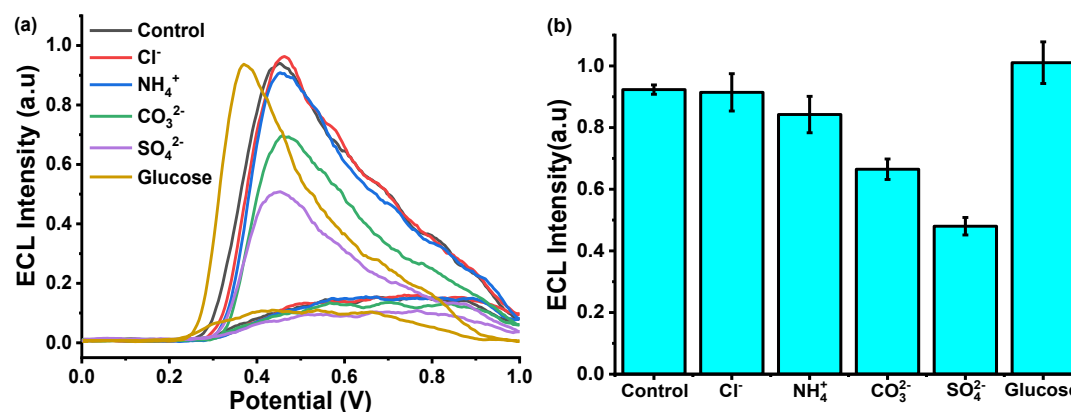 (a)
Control
Cl⁻
NH₄⁺
CO₃²⁻
SO₄²⁻
Glucose
ECL Intensity (a.u)
1.0
0.8
0.6
0.4
0.2
0.0
0.0 0.2 0.4 0.6 0.8 1.0
Potential (V)
(b)
ECL Intensity(a.u)
1.0
0.8
0.6
0.4
0.2
0.0
Control Cl⁻ NH₄⁺ CO₃²⁻ SO₄²⁻ Glucose